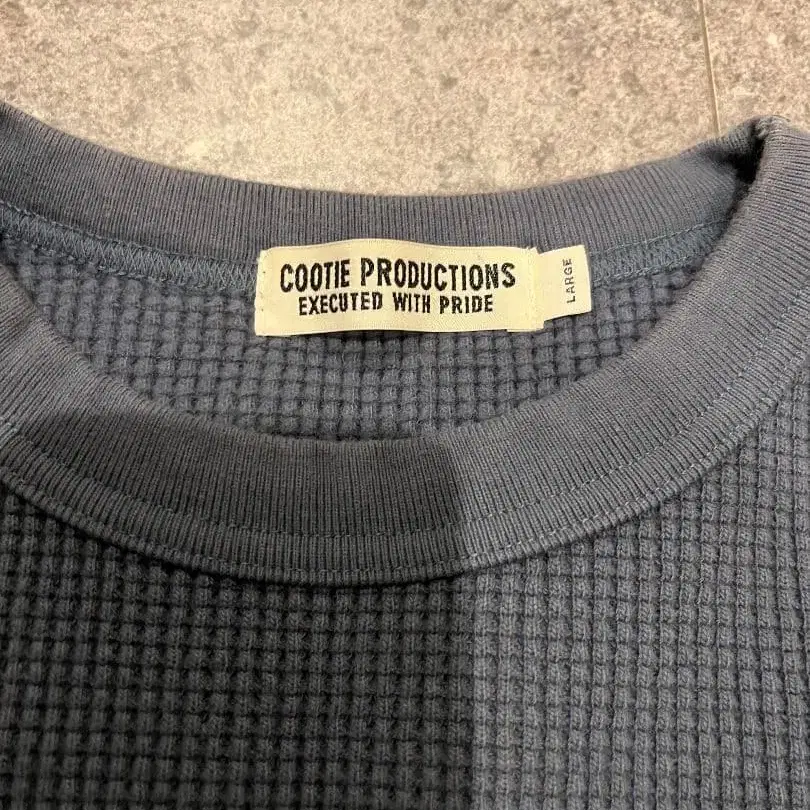 COOTIE PRODUCTIONS
EXECUTED WITH PRIDE
LARGE